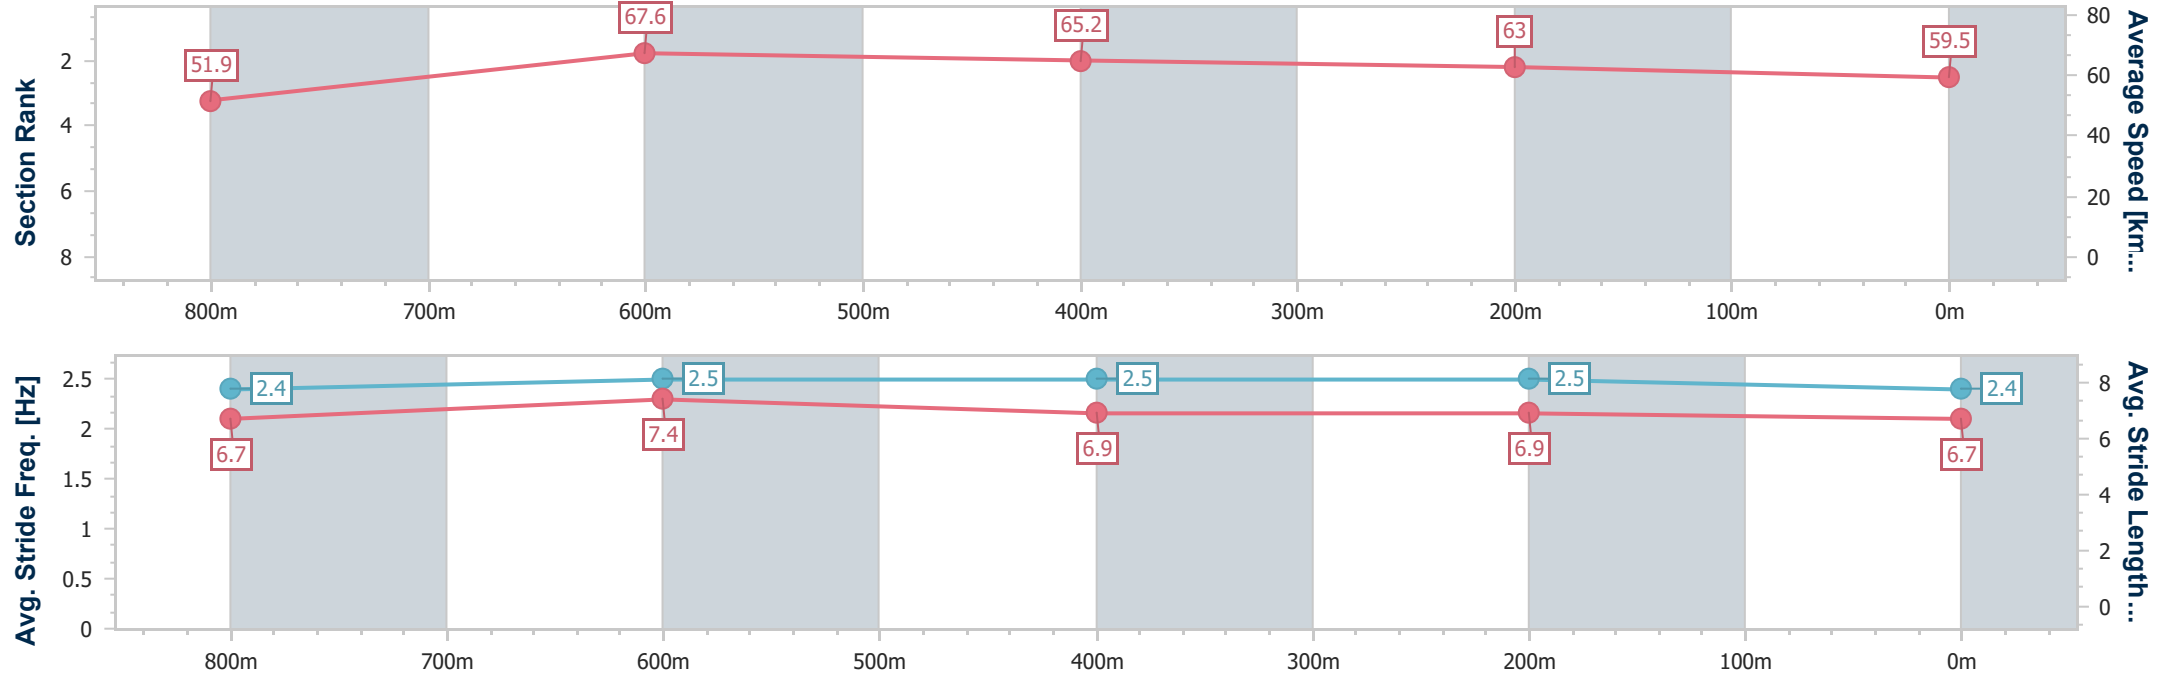 Section Rank
2
4
6
8
51.9
67.6
65.2
63
59.5
80
60
40
20
0
Average Speed [km...
800m
700m
600m
500m
400m
300m
200m
100m
0m
Avg. Stride Freq. [Hz]
2.5
2
1.5
1
0.5
0
2.4
2.5
2.5
2.5
2.4
6.7
7.4
6.9
6.9
6.7
8
6
4
2
0
Avg. Stride Length ...
800m
700m
600m
500m
400m
300m
200m
100m
0m